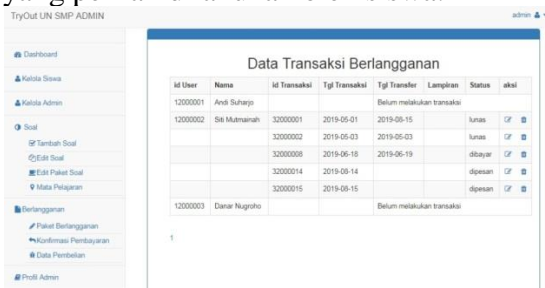 TryOut UN SMP ADMIN
admin
Dashboard
Kelola Siswa
Kelola Admin
Soal
Tambah Soal
Edit Soal
Edit Paket Soal
Mata Pelajaran
Berlangganan
Paket Berlangganan
Konfirmasi Pembayaran
Data Pembelian
Profil Admin
Data Transaksi Berlangganan
id User Nama id Transaksi Tgl Transaksi Tgl Transfer Lampiran Status aksi
12000001 Andi Suharjo Belum melakukan transaksi
12000002 Siti Mutmainah 32000001 2019-05-01 2019-08-15 lunas
32000002 2019-05-03 2019-05-03 lunas
32000008 2019-06-18 2019-06-19 dibayar
32000014 2019-08-14 dipesan
32000015 2019-08-15 dipesan
12000003 Danar Nugroho Belum melakukan transaksi
1